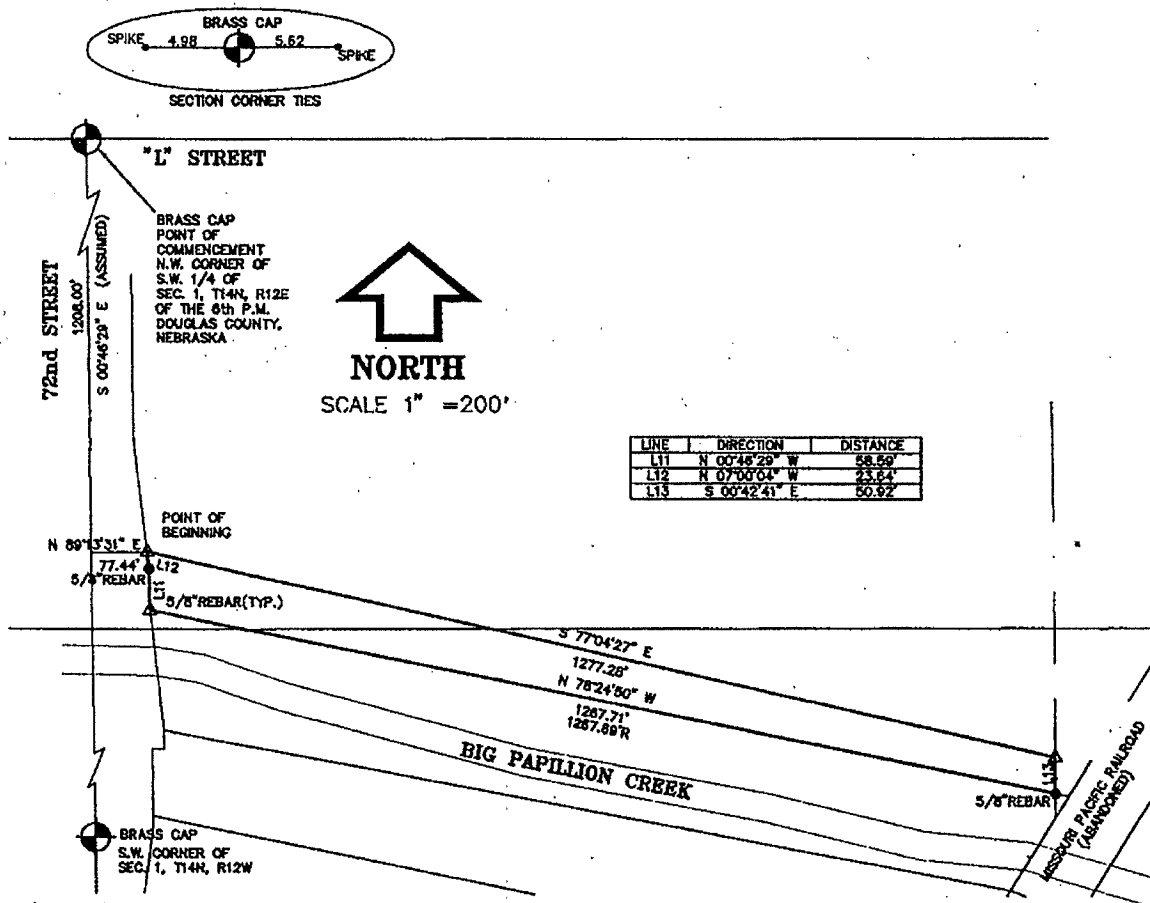 BRASS CAP
SPIKE 4.98 5.62 SPIKE
SECTION CORNER TIES
"L" STREET
BRASS CAP
POINT OF
COMMENCEMENT
N.W. CORNER OF
S.W. 1/4 OF
SEC. 1, T14N, R12E
OF THE 6th P.M.
DOUGLAS COUNTY,
NEBRASKA
72nd STREET
S 00°46'29" E (ASSUMED)
NORTH
SCALE 1" =200'
LINE DIRECTION DISTANCE
L11 N 00°46'29" W 58.59'
L12 N 07°00'04" W 23.64'
L13 S 00°42'41" E 50.92'
POINT OF
BEGINNING
N 89°13'31" E
77.44'
L12
5/8"REBAR
L11
5/8"REBAR(TYP.)
S 77°04'27" E
1277.28'
N 78°24'50" W
1267.71'
1267.69'R
BIG PAPILLION CREEK
L13
5/8"REBAR
MISSOURI PACIFIC RAILROAD
(ABANDONED)
BRASS CAP
S.W. CORNER OF
SEC. 1, T14N, R12W